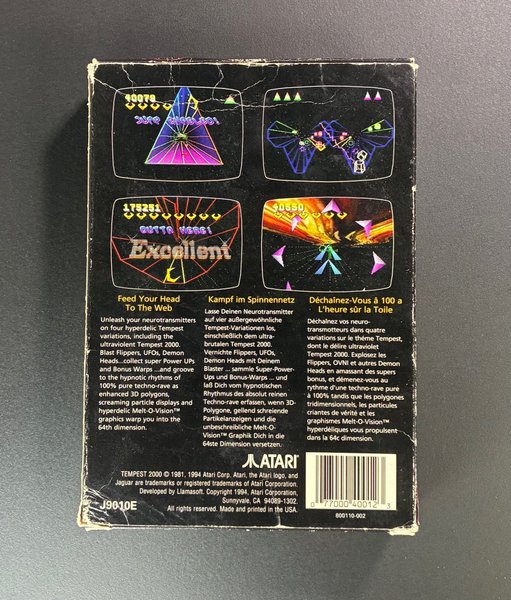 40078
175251
OUTTA HERE!
Excellent
40550
Feed Your Head
To The Web
Unleash your neurotransmitters
on four hyperdelic Tempest
variations, including the
ultraviolent Tempest 2000.
Blast Flippers, UFOs, Demon
Heads...collect super Power UPs
and Bonus Warps ...and groove
to the hypnotic rhythms of
100% pure techno-rave as
enhanced 3D polygons,
screaming particle displays and
hyperdelic Melt-O-Vision™
graphics warp you into the
64th dimension.
Kampf im Spinnennetz
Lasse Deinen Neurotransmitter
auf vier außergewöhnliche
Tempest-Variationen los,
einschließlich dem ultra-
brutalen Tempest 2000.
Vernichte Flippers, UFOs,
Demon Heads mit Deinem
Blaster ... sammle Super-Power-
Ups und Bonus-Warps ... und
laß Dich vom hypnotischen
Rhythmus des absolut reinen
Techno-rave erfassen, wenn 3D-
Polygone, gellend schreiende
Partikelanzeigen und die
unbeschreibliche Melt-O-
Vision™ Graphik Dich in die
64ste Dimension versetzen.
Déchaînez-Vous à 100 a
L'heure sûr la Toile
Déchaînez vos neuro-
transmotteurs dans quatre
variations sur le thème Tempest,
dont le délire ultraviolet
Tempest 2000. Explosez les
Flippers, OVNI et autres Demon
Heads en amassant des supers
bonus, et démenez-vous au
rythme d'une techno-rave pure
à 100% tandis que les polygones
tridimensionnels, les particules
criantes de vérité et les
graphismes Melt-O-Vision™
hyperdéliques vous propulsent
dans la 64c dimension.
ATARI
TEMPEST 2000 © 1981, 1994 Atari Corp. Atari, the Atari logo, and
Jaguar are trademarks or registered trademarks of Atari Corporation.
Developed by Llamasoft. Copyright 1994, Atari Corporation.
Sunnyvale, CA 94089-1302.
All rights reserved. Made and printed in the USA.
J9010E
0 77000 40012 3
800110-002